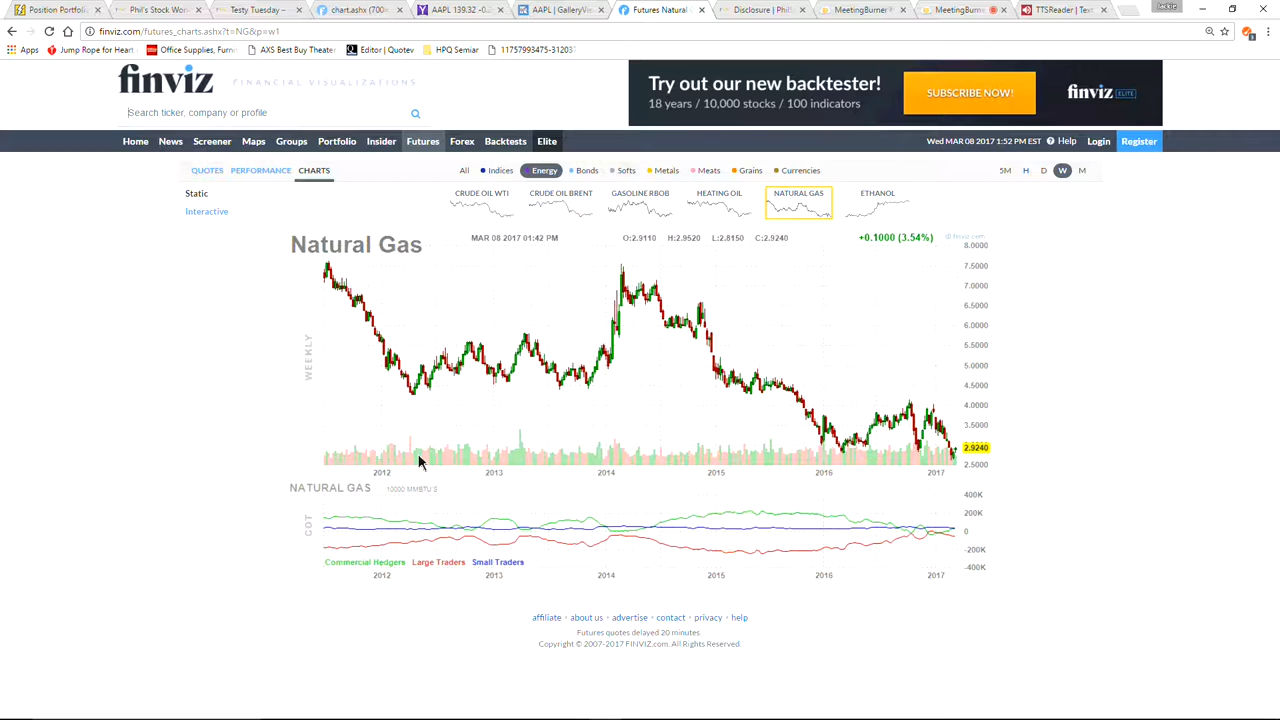 Position Portfolio
Phil's Stock Worl
Testy Tuesday –
chart.ashx (700×
AAPL 139.32 -0.2
AAPL | GalleryVie
Futures Natural G
Disclosure | Phil'
MeetingBurner
MeetingBurne
TTSReader | Text
Jackie
finviz.com/futures_charts.ashx?t=NG&p=w1
Apps
Jump Rope for Heart
Office Supplies, Furni
AXS Best Buy Theater
Editor | Quotev
HPQ Semiar
11757993475-31203
finviz
FINANCIAL VISUALIZATIONS
Search ticker, company or profile
Try out our new backtester!
18 years / 10,000 stocks / 100 indicators
SUBSCRIBE NOW!
finviz ELITE
Home News Screener Maps Groups Portfolio Insider Futures Forex Backtests Elite
Wed MAR 08 2017 1:52 PM EST Help Login Register
QUOTES PERFORMANCE CHARTS
All Indices Energy Bonds Softs Metals Meats Grains Currencies
5M H D W M
Static
Interactive
CRUDE OIL WTI CRUDE OIL BRENT GASOLINE RBOB HEATING OIL NATURAL GAS ETHANOL
Natural Gas
MAR 08 2017 01:42 PM O:2.9110 H:2.9520 L:2.8150 C:2.9240 +0.1000 (3.54%)
© finviz.com
8.0000
7.5000
7.0000
6.5000
6.0000
5.5000
5.0000
4.5000
4.0000
3.5000
2.9240
2.5000
WEEKLY
2012 2013 2014 2015 2016 2017
NATURAL GAS 10000 MMBTU'S
COT
400K
200K
0
-200K
-400K
Commercial Hedgers Large Traders Small Traders
2012 2013 2014 2015 2016 2017
affiliate · about us · advertise · contact · privacy · help
Futures quotes delayed 20 minutes.
Copyright © 2007-2017 FINVIZ.com. All Rights Reserved.